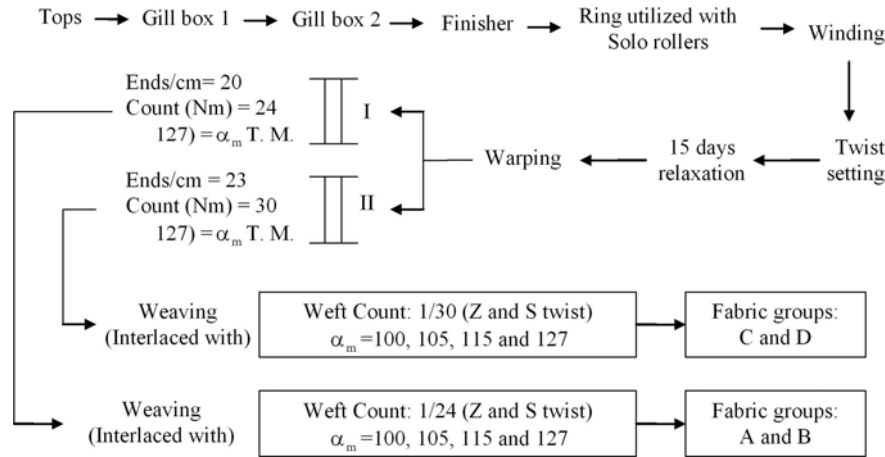 Tops
Gill box 1
Gill box 2
Finisher
Ring utilized with
Solo rollers
Winding
Twist
setting
15 days
relaxation
Warping
Ends/cm= 20
Count (Nm) = 24
127) = αm T. M.
I
Ends/cm = 23
Count (Nm) = 30
127) = αm T. M.
II
Weaving
(Interlaced with)
Weft Count: 1/30 (Z and S twist)
αm =100, 105, 115 and 127
Fabric groups:
C and D
Weaving
(Interlaced with)
Weft Count: 1/24 (Z and S twist)
αm =100, 105, 115 and 127
Fabric groups:
A and B